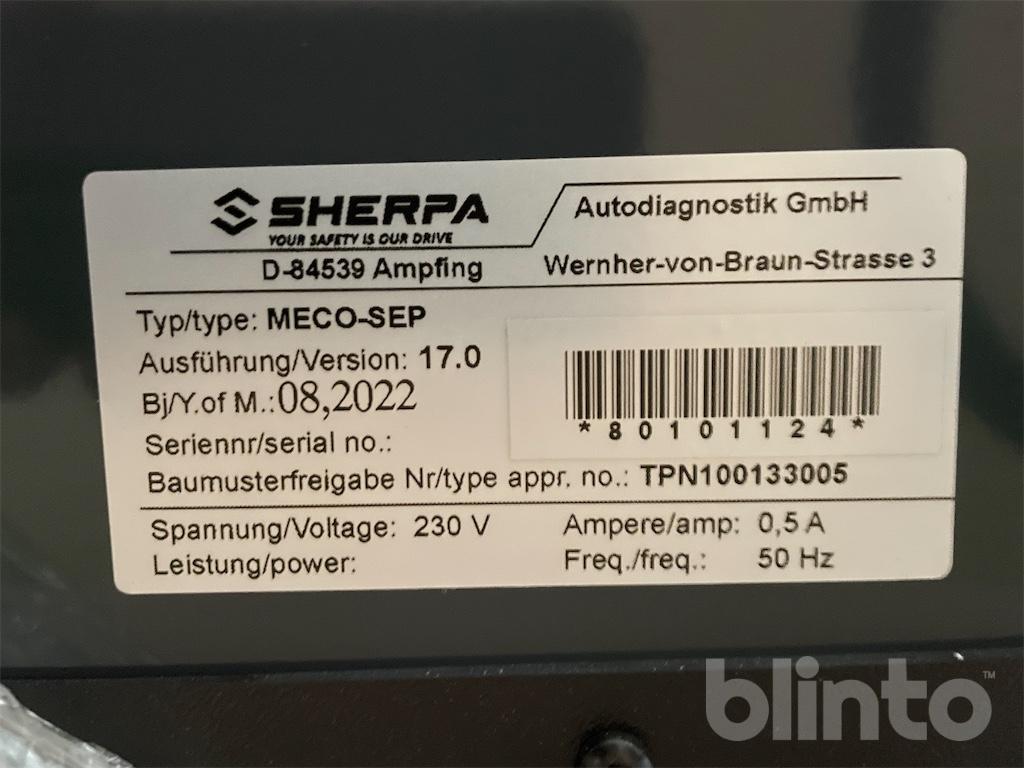 SHERPA
YOUR SAFETY IS OUR DRIVE
Autodiagnostik GmbH
D-84539 Ampfing
Wernher-von-Braun-Strasse 3
Typ/type: MECO-SEP
Ausführung/Version: 17.0
Bj/Y.of M.:08,2022
Seriennr/serial no.:
*80101124*
Baumusterfreigabe Nr/type appr. no.: TPN100133005
Spannung/Voltage: 230 V
Ampere/amp: 0,5 A
Leistung/power:
Freq./freq.: 50 Hz
blinto™